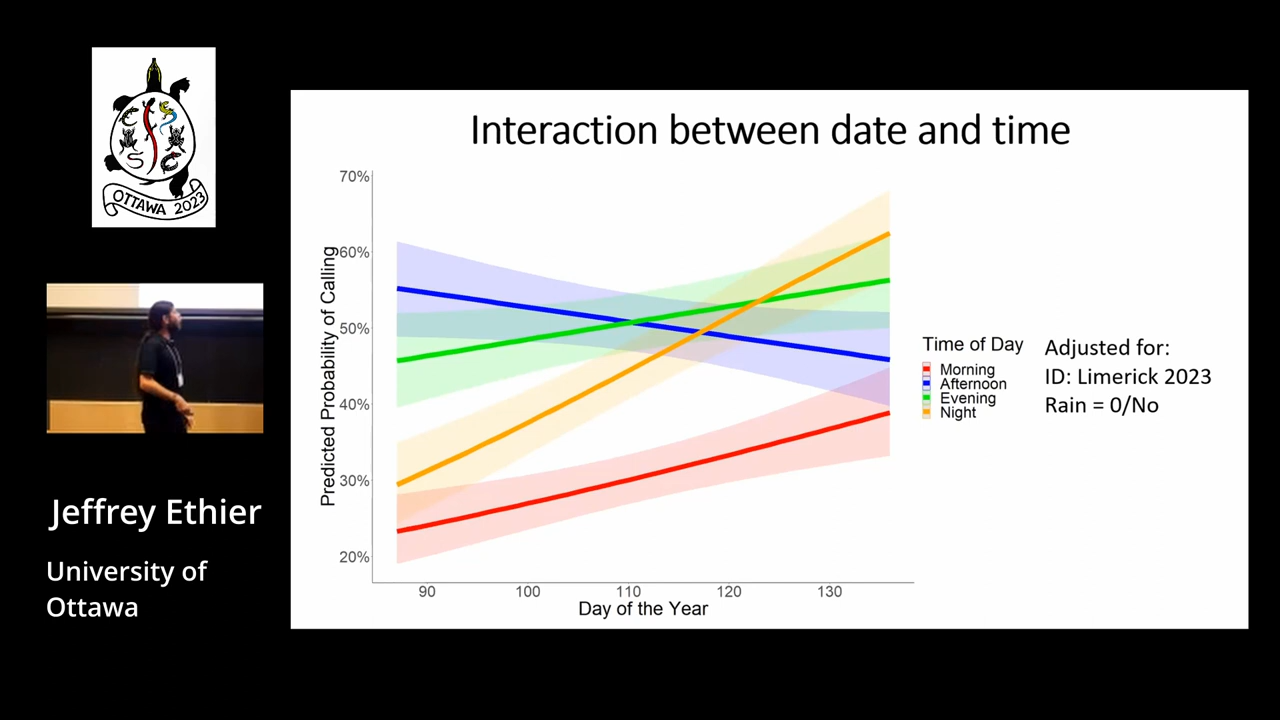 OTTAWA 2023
CSSC
Jeffrey Ethier
University of
Ottawa
Interaction between date and time
Predicted Probability of Calling
70%
60%
50%
40%
30%
20%
90 100 110 120 130
Day of the Year
Time of Day
Morning
Afternoon
Evening
Night
Adjusted for:
ID: Limerick 2023
Rain = 0/No